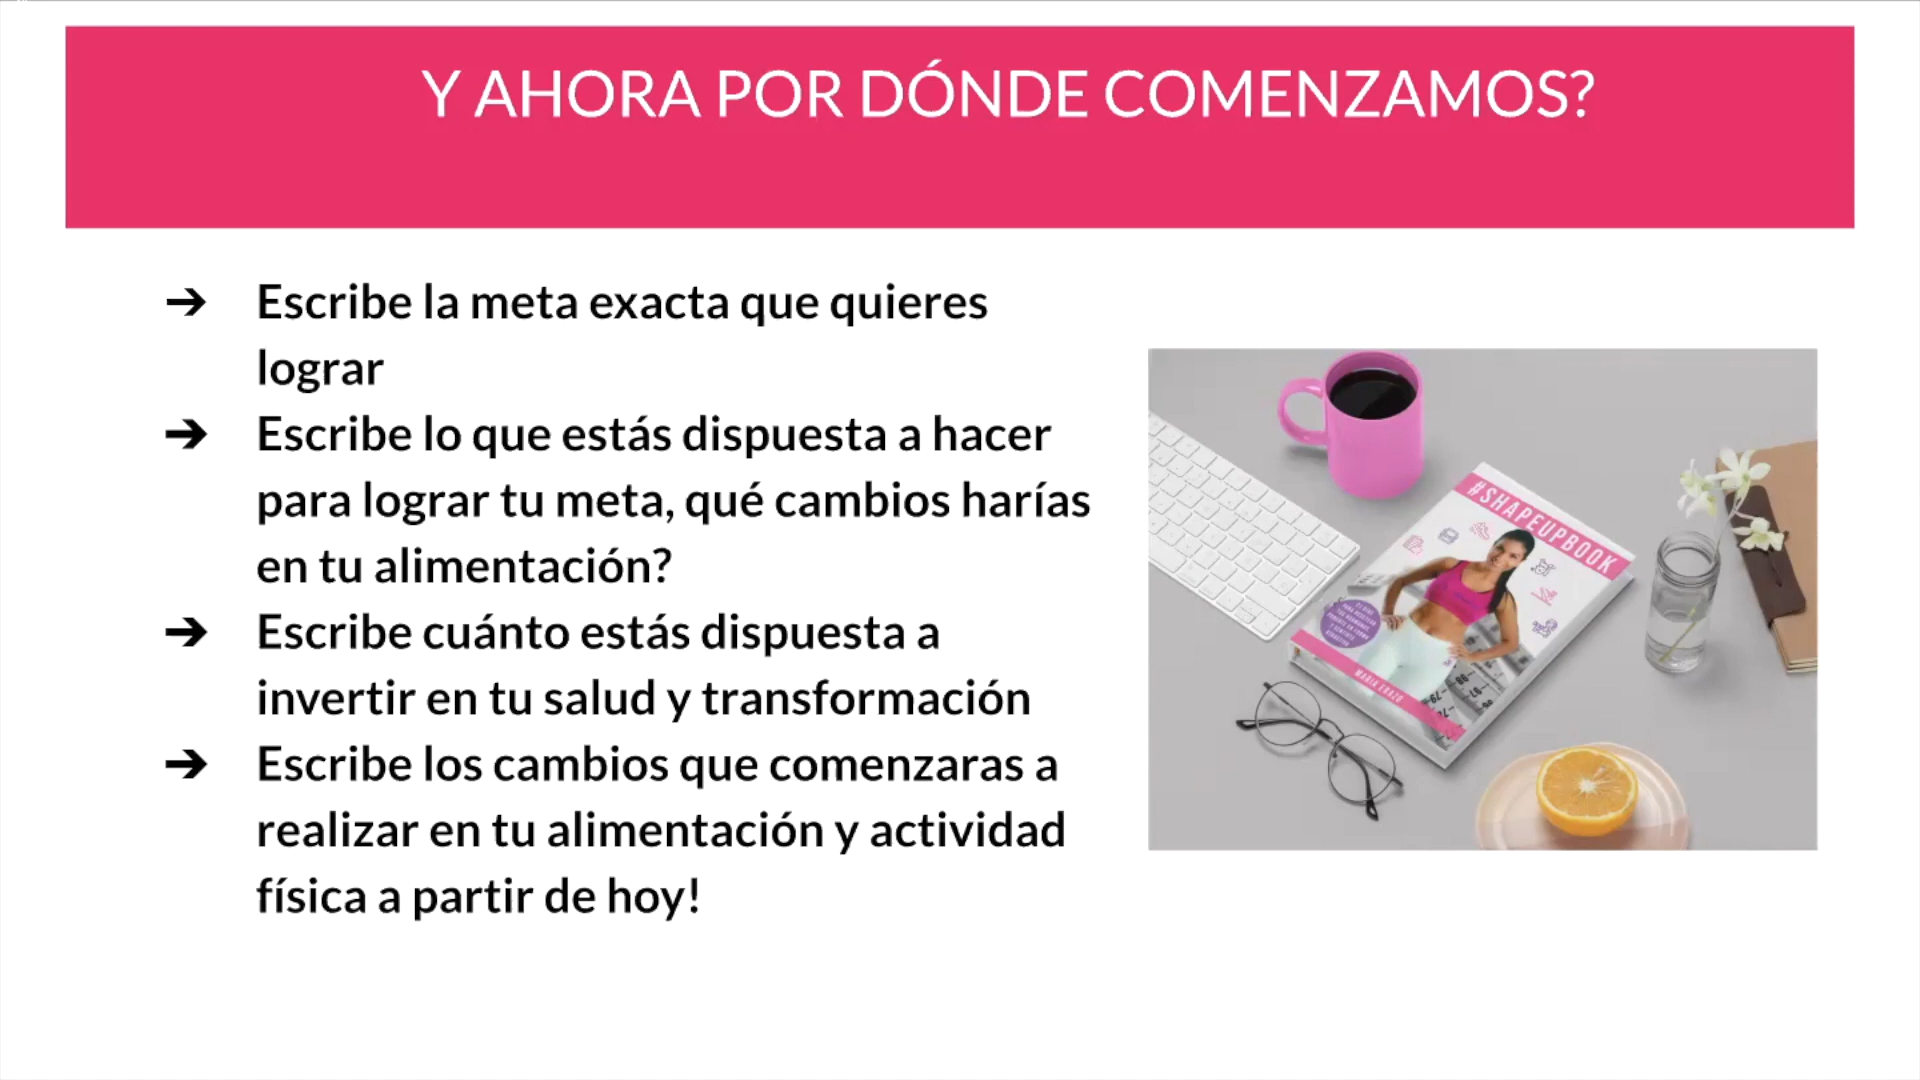 Y AHORA POR DÓNDE COMENZAMOS?
➔ Escribe la meta exacta que quieres
lograr
➔ Escribe lo que estás dispuesta a hacer
para lograr tu meta, qué cambios harías
en tu alimentación?
➔ Escribe cuánto estás dispuesta a
invertir en tu salud y transformación
➔ Escribe los cambios que comenzaras a
realizar en tu alimentación y actividad
física a partir de hoy!
#SHAPEUPBOOK
MARIA ERAZO